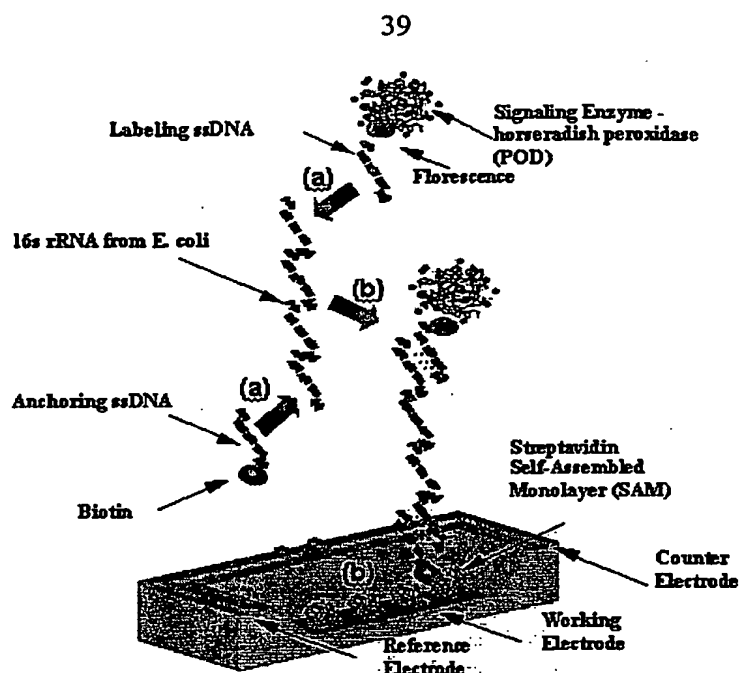 39
Labeling ssDNA
Signaling Enzyme -
horseradish peroxidase
(POD)
Florescence
(a)
16s rRNA from E. coli
(b)
(a)
Anchoring ssDNA
Biotin
Streptavidin
Self-Assembled
Monolayer (SAM)
Counter
Electrode
(b)
Working
Electrode
Reference
Electrode